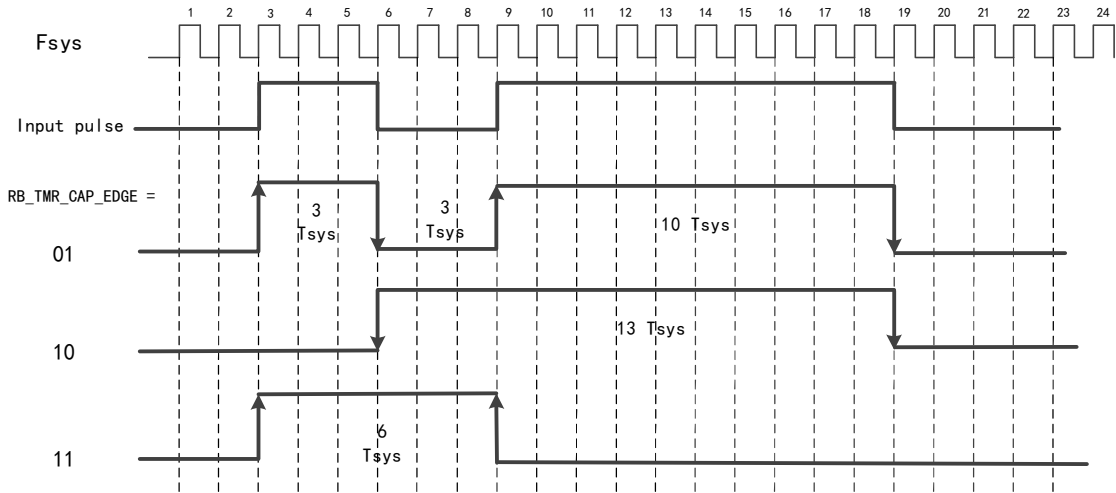 1 2 3 4 5 6 7 8 9 10 11 12 13 14 15 16 17 18 19 20 21 22 23 24
Fsys
Input pulse
RB_TMR_CAP_EDGE =
3
Tsys
3
Tsys
10 Tsys
01
13 Tsys
10
6
Tsys
11